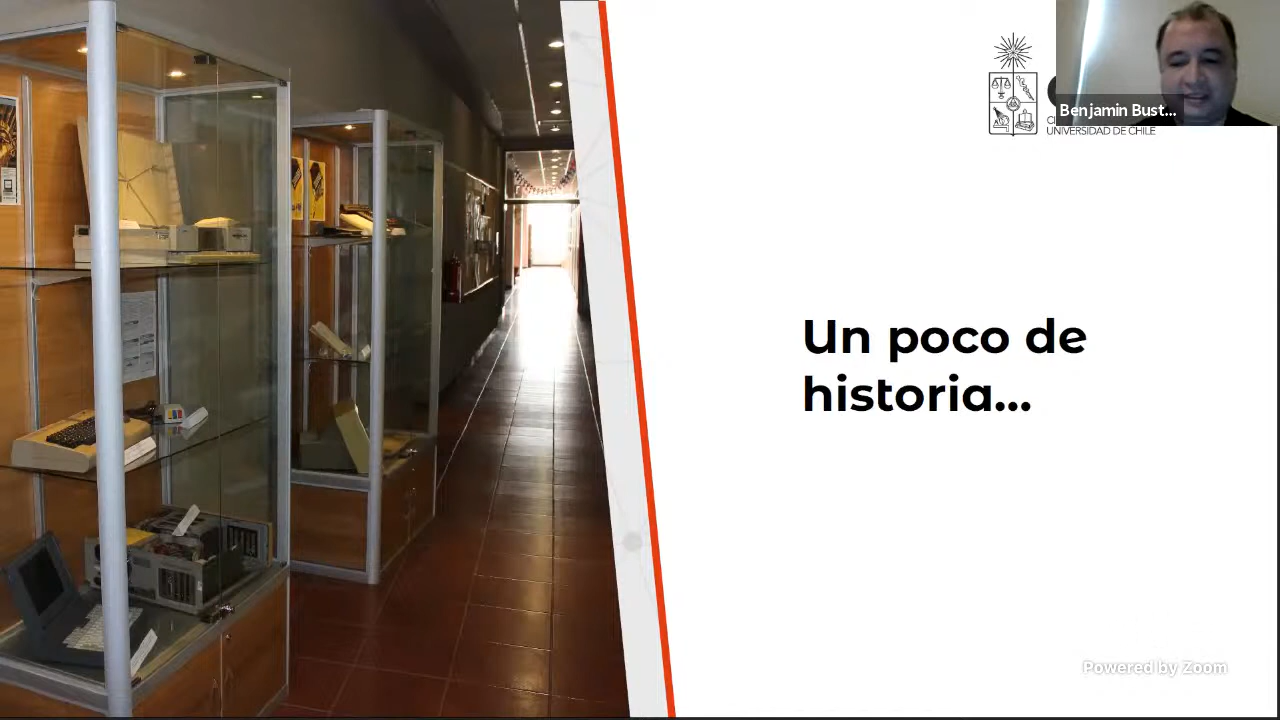 Benjamin Bust...
UNIVERSIDAD DE CHILE
Un poco de
historia...
Powered by Zoom